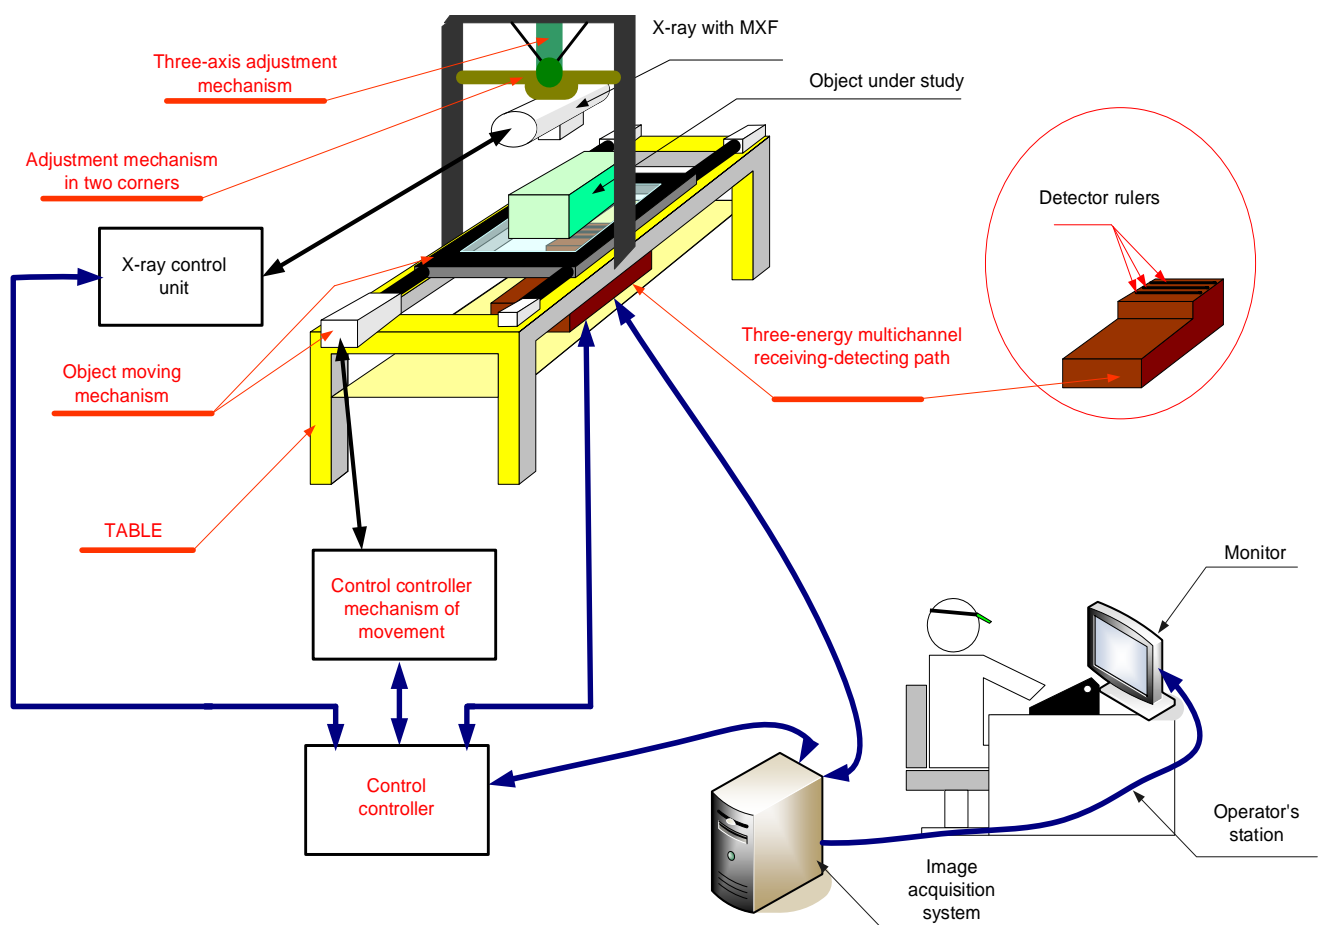 X-ray with MXF
Three-axis adjustment
mechanism
Object under study
Adjustment mechanism
in two corners
Detector rulers
X-ray control
unit
Three-energy multichannel
receiving-detecting path
Object moving
mechanism
TABLE
Control controller
mechanism of
movement
Monitor
Control
controller
Operator's
station
Image
acquisition
system